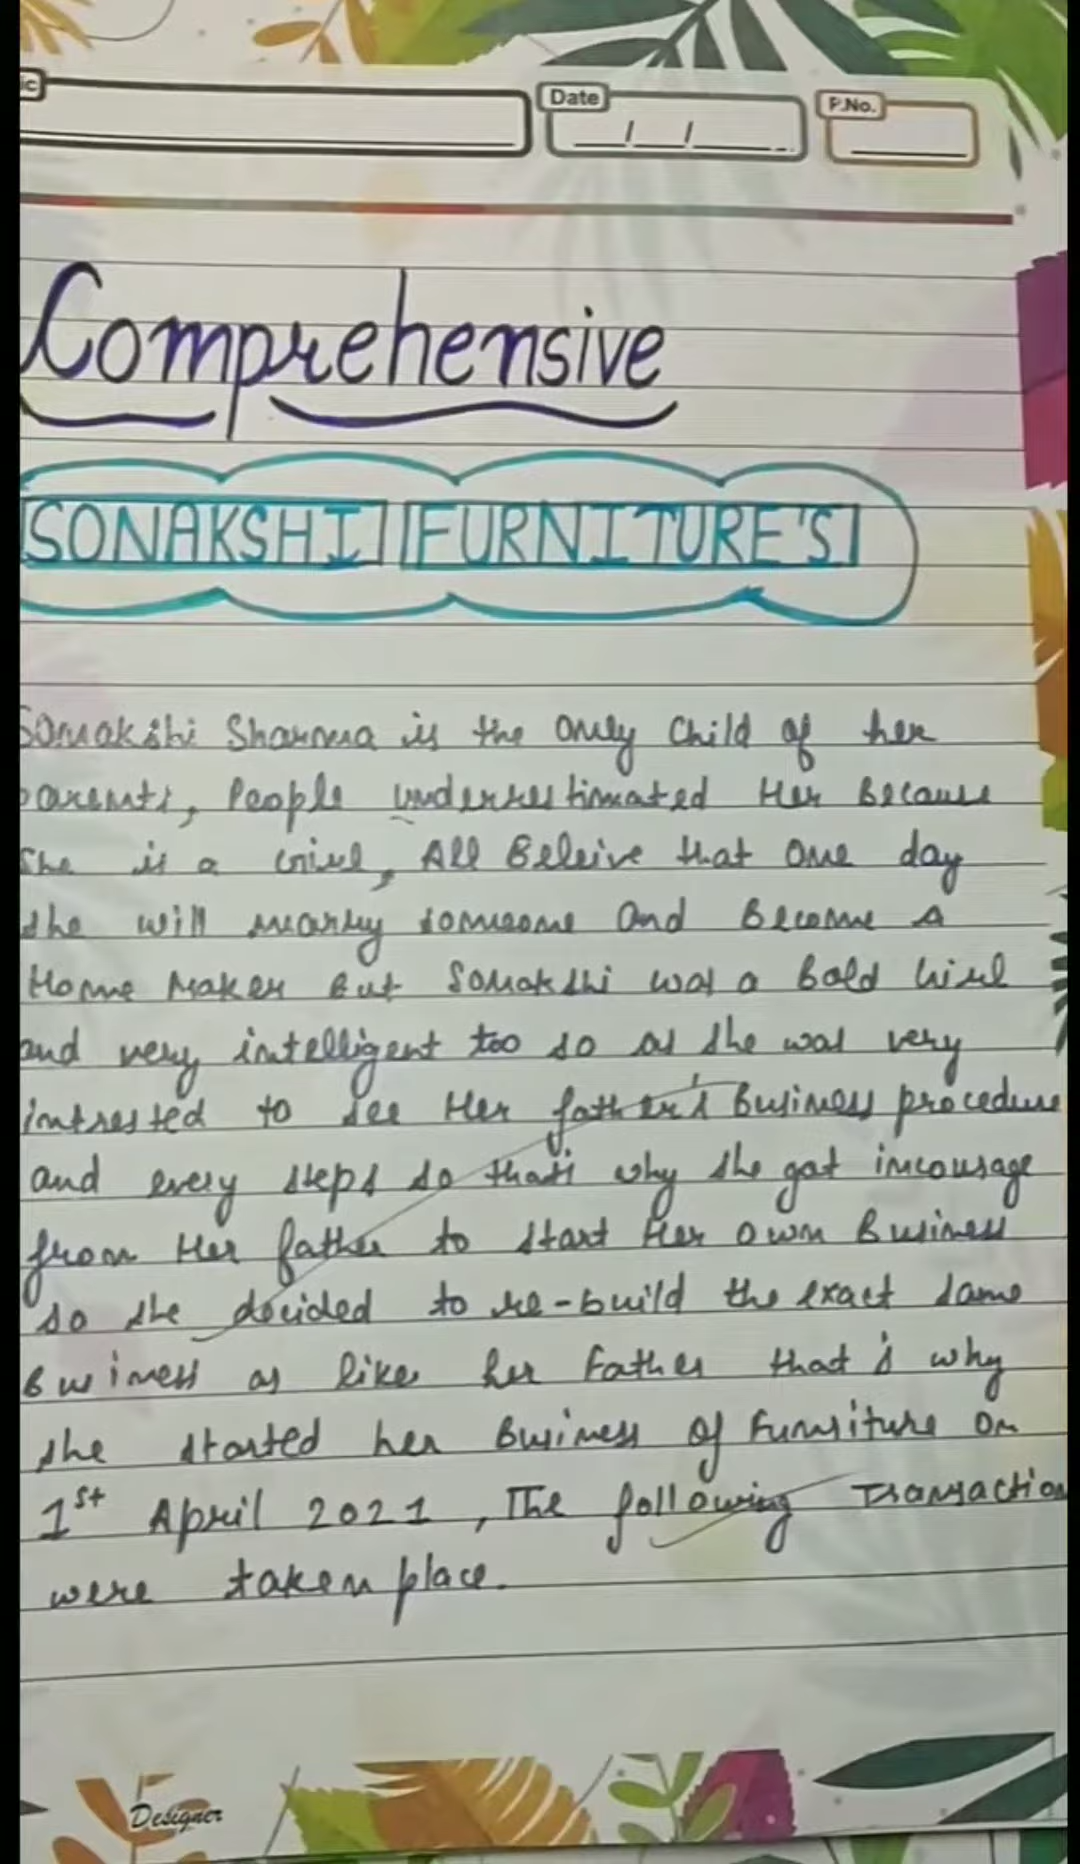 ic
Date
P.No.
Comprehensive
SONAKSHI FURNITURE'S
Sonakshi Sharma is the only child of her
parents, People underrestimated Her Because
she is a Girl, All Beleive that one day
she will marry someone and Become A
Home Maker But Sonakshi was a bold Girl
and very intelligent too so as she was very
intrested to see Her father's Business procedure
and every steps so that's why she got incourage
from Her father to start Her own Business
so she decided to re-build the exact same
Business as like her Father that's why
she started her Business of Furniture on
1st April 2021, The following Transaction
were taken place.
Designer